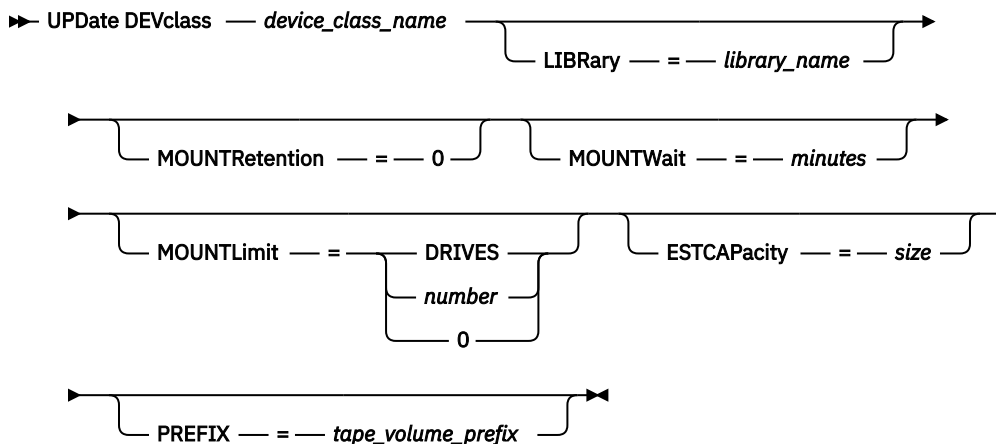 UPDate DEVclass device_class_name
LIBRary = library_name
MOUNTRetention = 0 MOUNTWait = minutes
MOUNTLimit = DRIVES ESTCAPacity = size
number
0
PREFIX = tape_volume_prefix